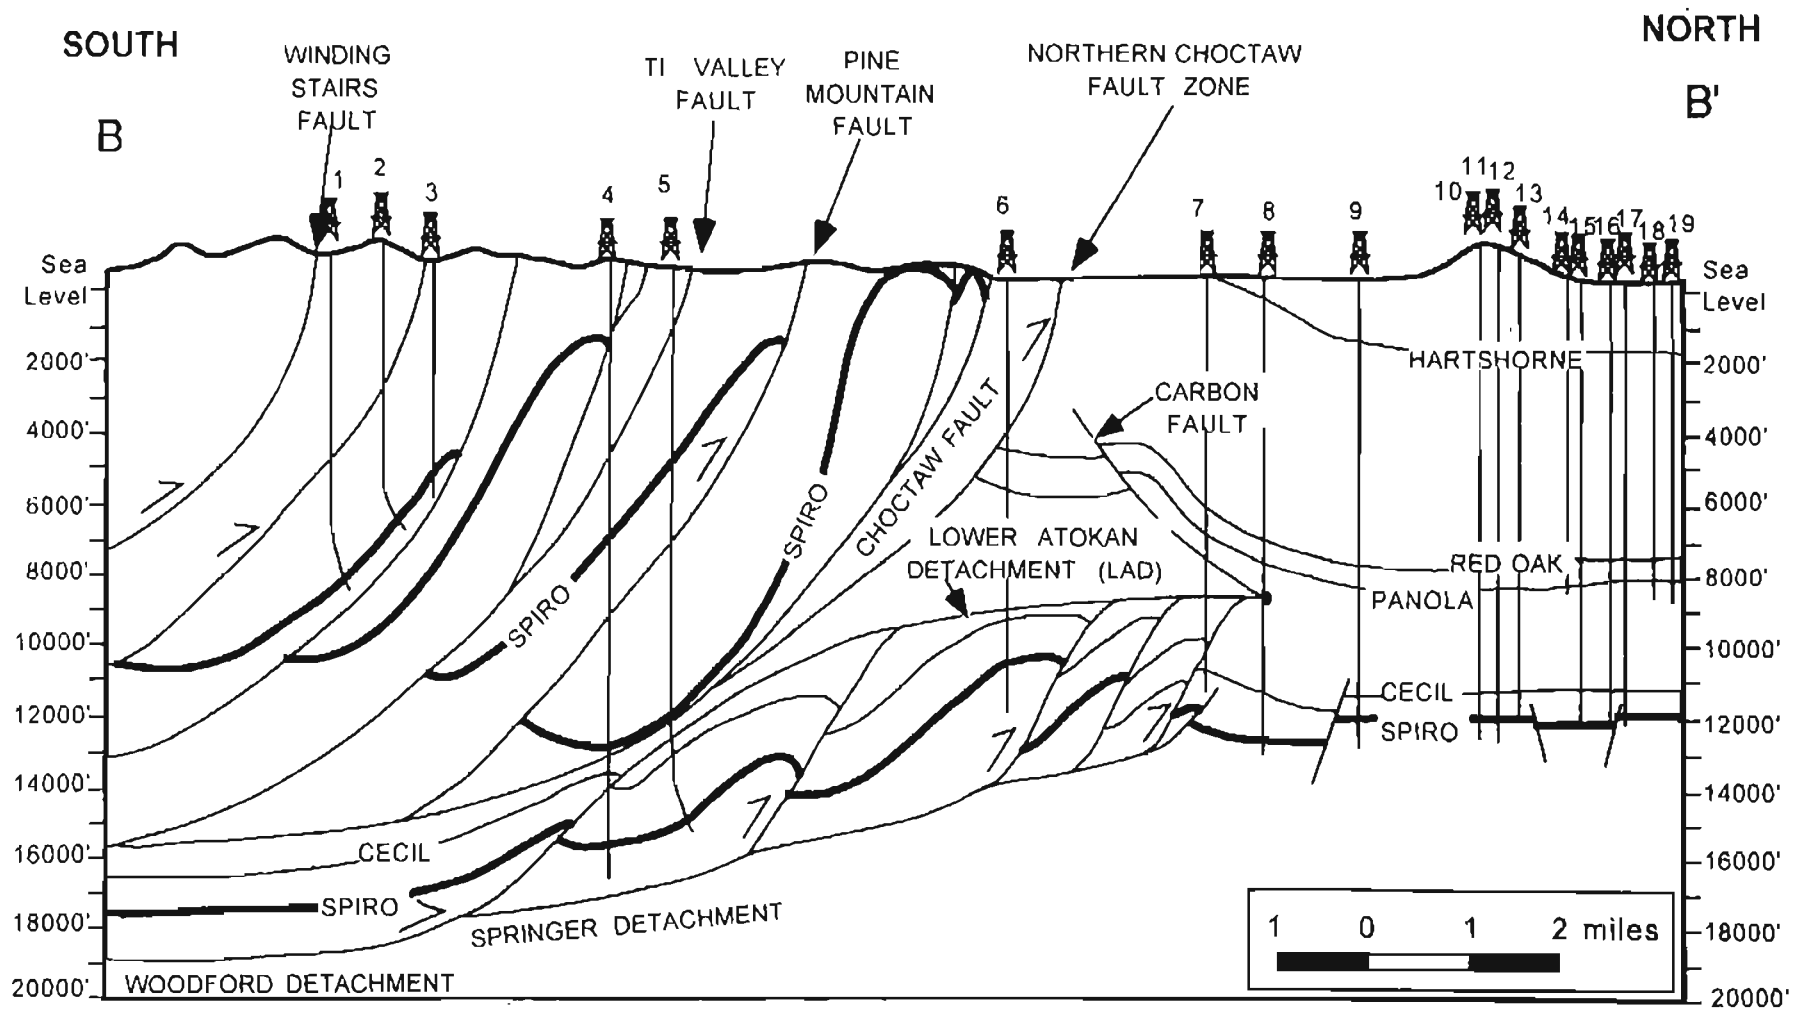 SOUTH
NORTH
WINDING
STAIRS
FAULT
TI VALLEY
FAULT
PINE
MOUNTAIN
FAULT
NORTHERN CHOCTAW
FAULT ZONE
B
B'
1
2
3
4
5
6
7
8
9
10
11
12
13
14
15
16
17
18
19
Sea
Level
2000'
4000'
6000'
8000'
10000'
12000'
14000'
16000'
18000'
20000'
Sea
Level
2000'
4000'
6000'
8000'
10000'
12000'
14000'
16000'
18000'
20000'
HARTSHORNE
CARBON
FAULT
CHOCTAW FAULT
SPIRO
SPIRO
LOWER ATOKAN
DETACHMENT (LAD)
RED OAK
PANOLA
CECIL
SPIRO
CECIL
SPIRO
SPRINGER DETACHMENT
WOODFORD DETACHMENT
1 0 1 2 miles